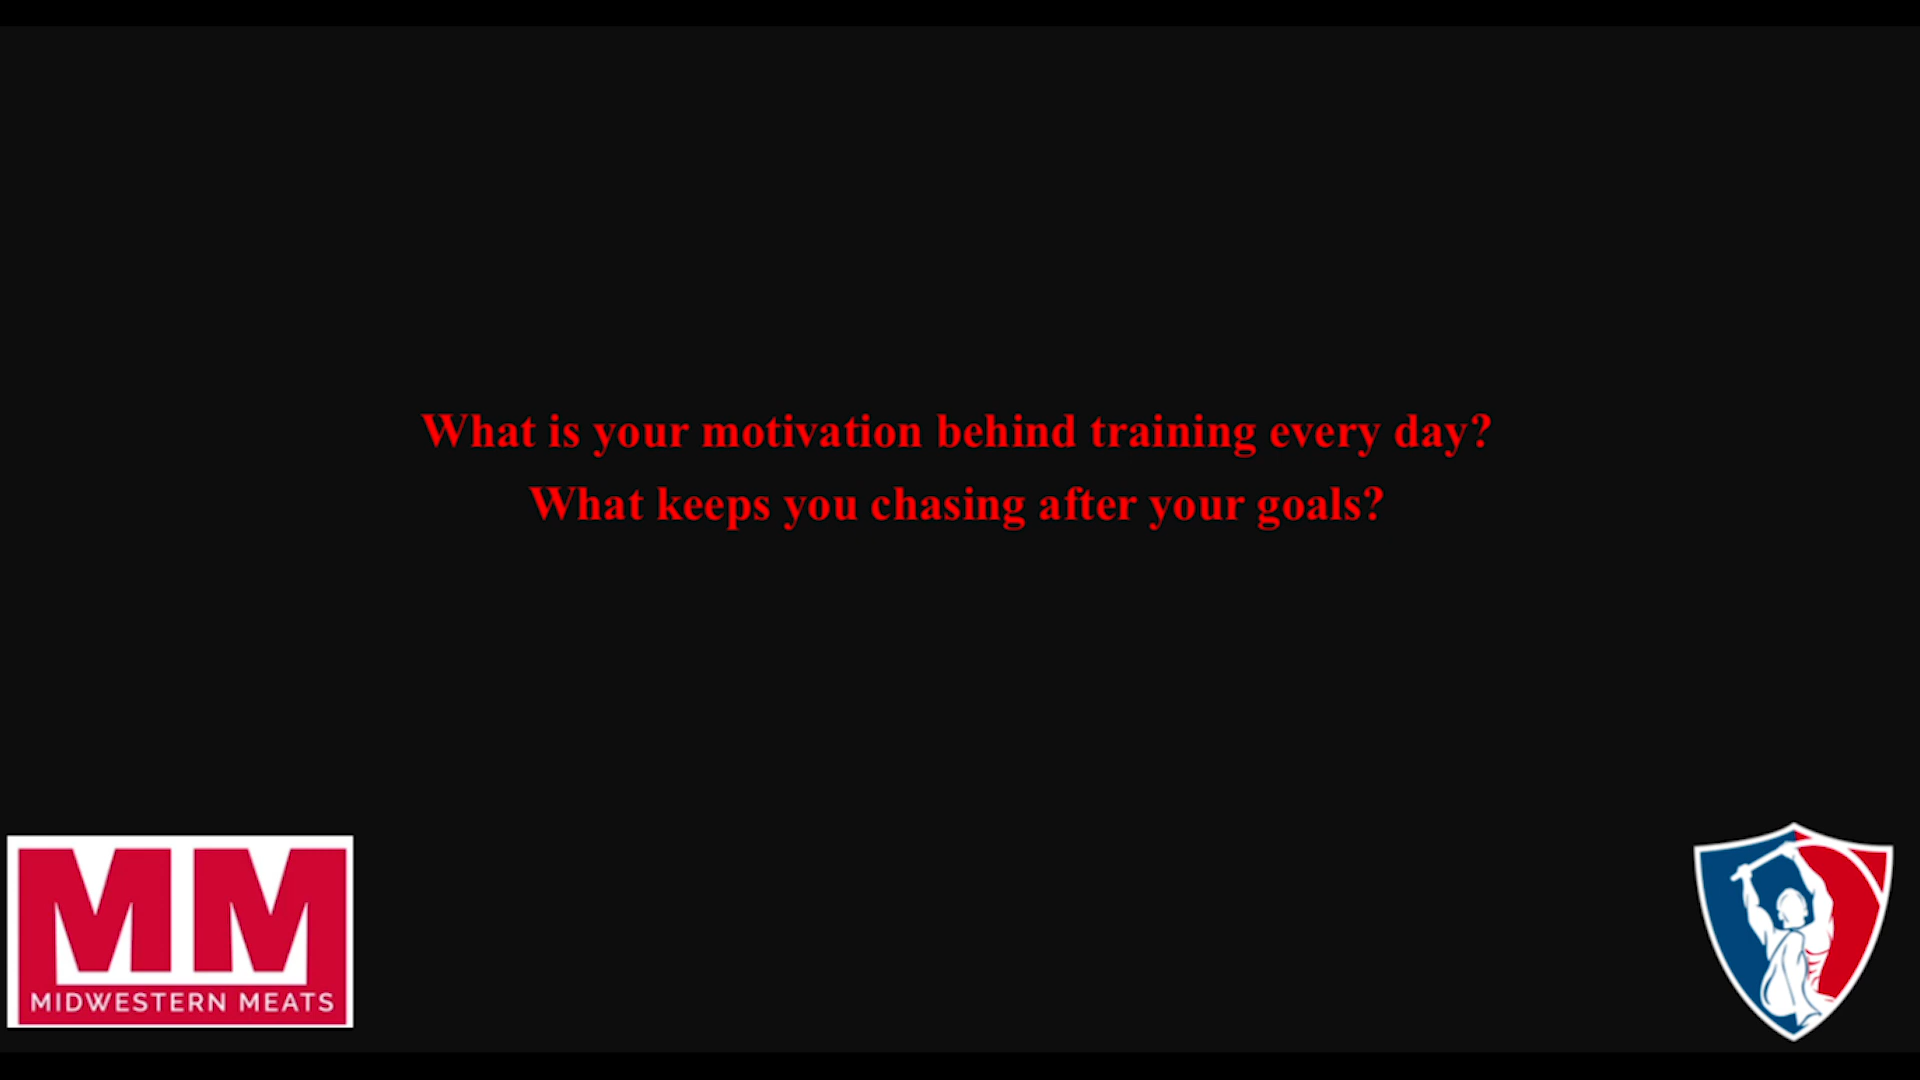 What is your motivation behind training every day?
What keeps you chasing after your goals?
MM
MIDWESTERN MEATS